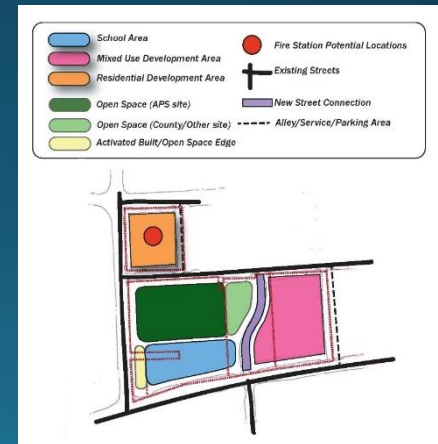 School Area
Mixed Use Development Area
Residential Development Area
Open Space (APS site)
Open Space (County/Other site)
Activated Built/Open Space Edge
Fire Station Potential Locations
Existing Streets
New Street Connection
Alley/Service/Parking Area